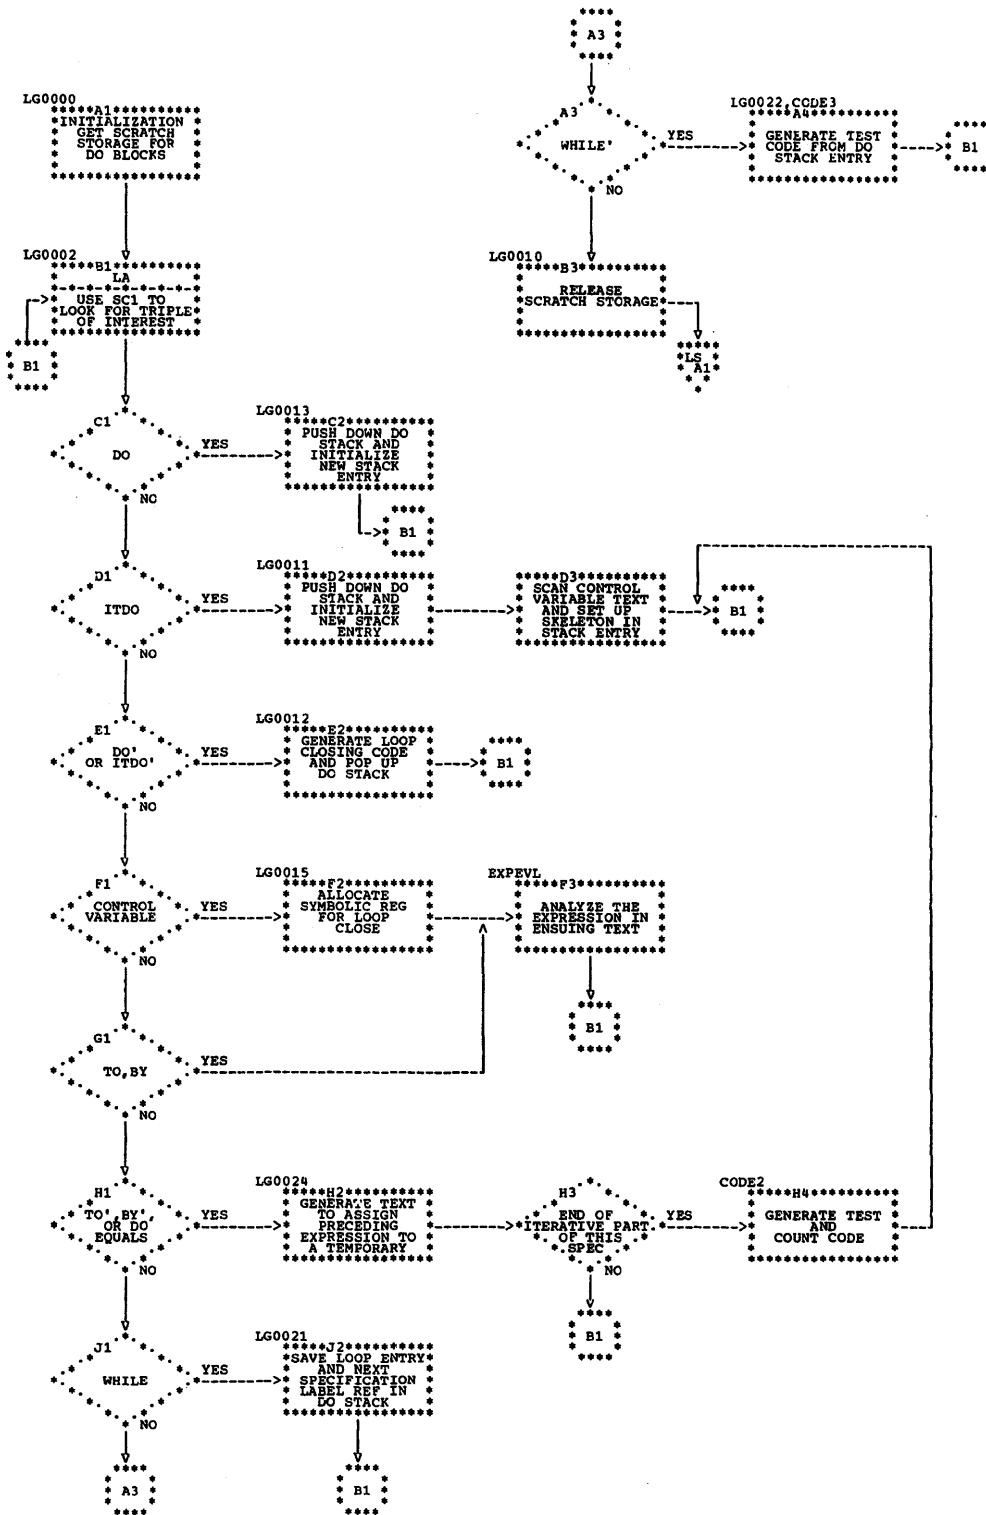 A3
LG0000
A1
INITIALIZATION
GET SCRATCH
STORAGE FOR
DO BLOCKS
A3
WHILE'
YES
NO
LG0022,CODE3
A4
GENERATE TEST
CODE FROM DO
STACK ENTRY
B1
LG0002
B1
LA
USE SC1 TO
LOOK FOR TRIPLE
OF INTEREST
B1
LG0010
B3
RELEASE
SCRATCH STORAGE
LS
A1
C1
DO
YES
NO
LG0013
C2
PUSH DOWN DO
STACK AND
INITIALIZE
NEW STACK
ENTRY
B1
D1
ITDO
YES
NO
LG0011
D2
PUSH DOWN DO
STACK AND
INITIALIZE
NEW STACK
ENTRY
D3
SCAN CONTROL
VARIABLE TEXT
AND SET UP
SKELETON IN
STACK ENTRY
B1
E1
DO'
OR ITDO'
YES
NO
LG0012
E2
GENERATE LOOP
CLOSING CODE
AND POP UP
DO STACK
B1
F1
CONTROL
VARIABLE
YES
NO
LG0015
F2
ALLOCATE
SYMBOLIC REG
FOR LOOP
CLOSE
EXPEVL
F3
ANALYZE THE
EXPRESSION IN
ENSUING TEXT
B1
G1
TO,BY
YES
NO
H1
TO',BY',
OR DO
EQUALS
YES
NO
LG0024
H2
GENERATE TEXT
TO ASSIGN
PRECEDING
EXPRESSION TO
A TEMPORARY
H3
END OF
ITERATIVE PART
OF THIS
SPEC
YES
NO
CODE2
H4
GENERATE TEST
AND
COUNT CODE
B1
J1
WHILE
YES
NO
LG0021
J2
SAVE LOOP ENTRY
AND NEXT
SPECIFICATION
LABEL REF IN
DO STACK
A3
B1